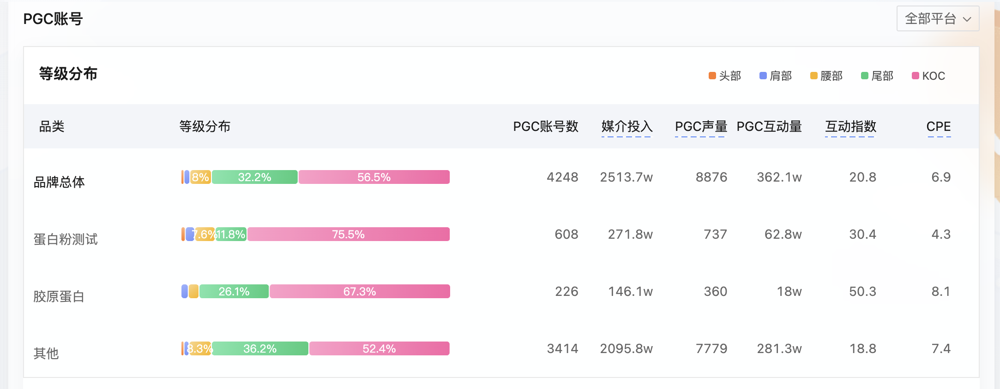 PGC账号
全部平台
等级分布
头部 肩部 腰部 尾部 KOC
品类 等级分布 PGC账号数 媒介投入 PGC声量 PGC互动量 互动指数 CPE
品牌总体 8% 32.2% 56.5% 4248 2513.7w 8876 362.1w 20.8 6.9
蛋白粉测试 7.6% 11.8% 75.5% 608 271.8w 737 62.8w 30.4 4.3
胶原蛋白 26.1% 67.3% 226 146.1w 360 18w 50.3 8.1
其他 8.3% 36.2% 52.4% 3414 2095.8w 7779 281.3w 18.8 7.4